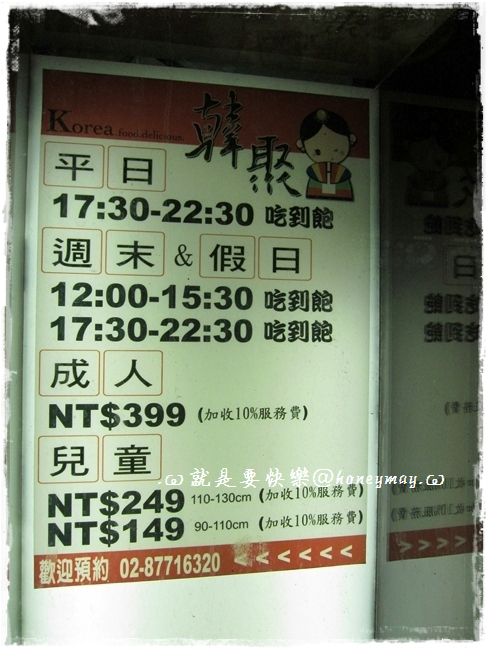 Korea.food.delicious.
韓聚
平日
17:30-22:30 吃到飽
週末&假日
12:00-15:30 吃到飽
17:30-22:30 吃到飽
成人
NT$399 (加收10%服務費)
兒童
.ω就是要快樂@honeymay.ω
NT$249 110-130cm (加收10%服務費)
NT$149 90-110cm (加收10%服務費)
歡迎預約 02-87716320 <<<<<<